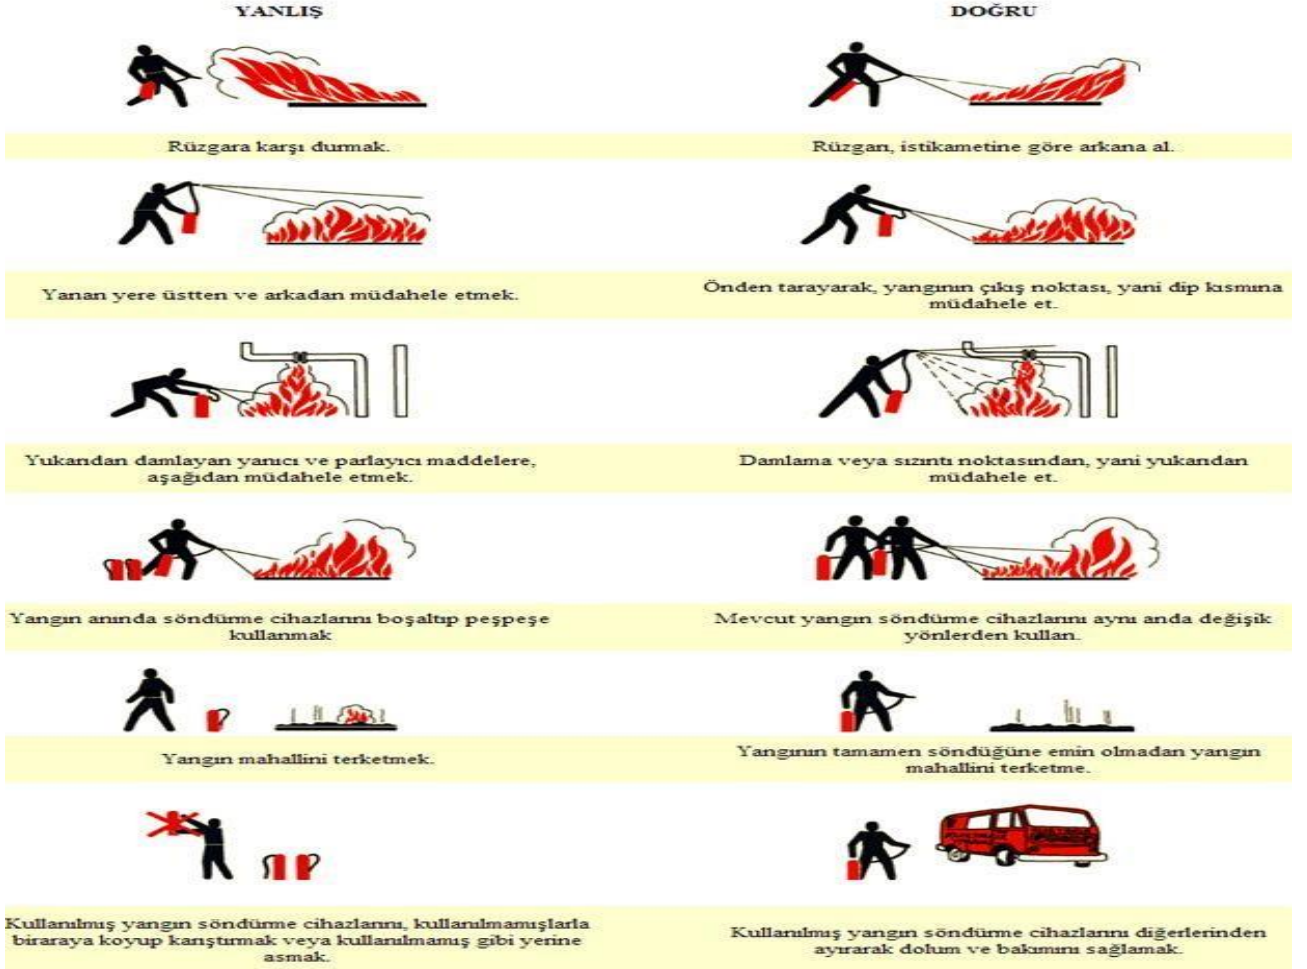 YANLIŞ
DOĞRU
Rüzgara karşı durmak.
Rüzgarı, istikametine göre arkana al.
Yanan yere üstten ve arkadan müdahele etmek.
Önden tarayarak, yangının çıkış noktası, yani dip kısmına
müdahele et.
Yukarıdan damlayan yanıcı ve parlayıcı maddelere,
aşağıdan müdahele etmek.
Damlama veya sızıntı noktasından, yani yukarıdan
müdahele et.
Yangın anında söndürme cihazlarını boşaltıp peşpeşe
kullanmak
Mevcut yangın söndürme cihazlarını aynı anda değişik
yönlerden kullan.
Yangın mahallini terketmek.
Yangının tamamen söndüğüne emin olmadan yangın
mahallini terketme.
Kullanılmış yangın söndürme cihazlarını, kullanılmamışlarla
biraraya koyup karıştırmak veya kullanılmamış gibi yerine
asmak.
Kullanılmış yangın söndürme cihazlarını diğerlerinden
ayırarak dolum ve bakımını sağlamak.